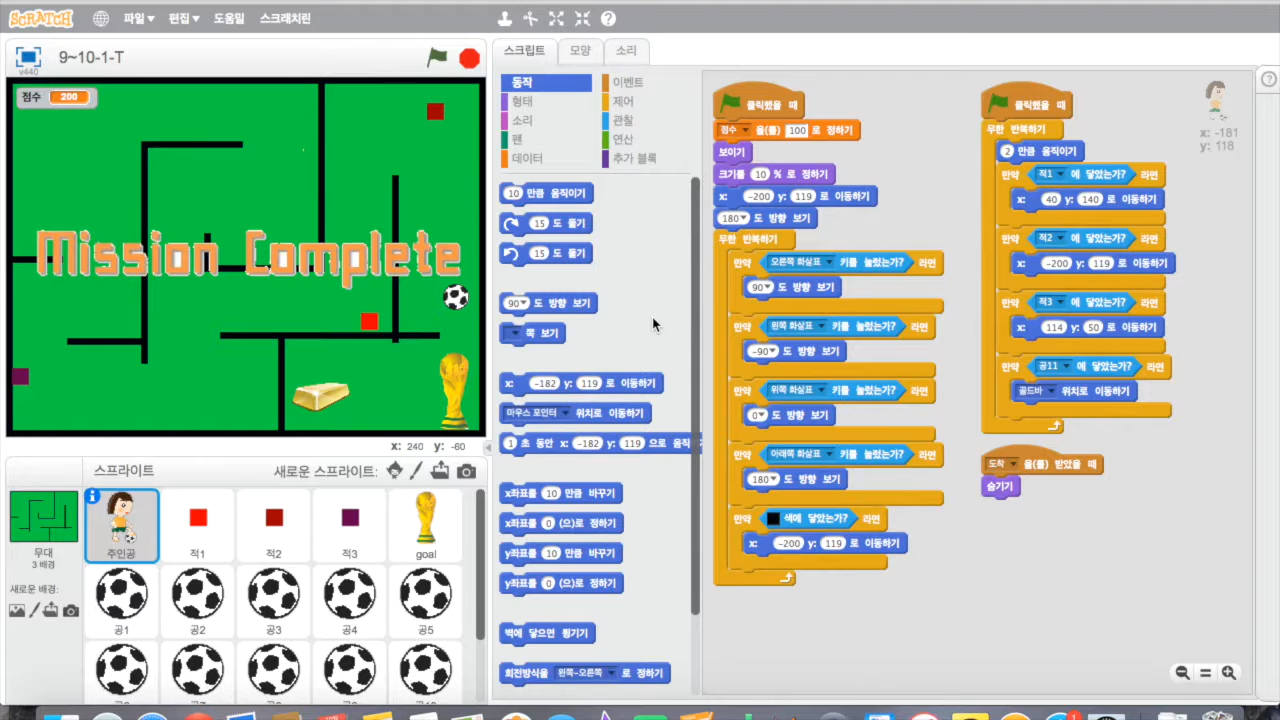 SCRATCH 파일▼ 편집▼ 도움말 스크래치린
9~10-1-T
v440
점수 200
Mission Complete
x: 240 y: -60
스프라이트 새로운 스프라이트:
무대
3 배경
새로운 배경:
주인공 적1 적2 적3 goal
공1 공2 공3 공4 공5
스크립트 모양 소리
동작 이벤트
형태 제어
소리 관찰
펜 연산
데이터 추가 블록
10 만큼 움직이기
15 도 돌기
15 도 돌기
90▼ 도 방향 보기
▼ 쪽 보기
x: -182 y: 119 로 이동하기
마우스 포인터▼ 위치로 이동하기
1 초 동안 x: -182 y: 119 으로 움직
x좌표를 10 만큼 바꾸기
x좌표를 0 (으)로 정하기
y좌표를 10 만큼 바꾸기
y좌표를 0 (으)로 정하기
벽에 닿으면 튕기기
회전방식을 왼쪽-오른쪽▼ 로 정하기
클릭했을 때
점수▼ 을(를) 100 로 정하기
보이기
크기를 10 % 로 정하기
x: -200 y: 119 로 이동하기
180▼ 도 방향 보기
무한 반복하기
만약 오른쪽 화살표▼ 키를 눌렀는가? 라면
90▼ 도 방향 보기
만약 왼쪽 화살표▼ 키를 눌렀는가? 라면
-90▼ 도 방향 보기
만약 위쪽 화살표▼ 키를 눌렀는가? 라면
0▼ 도 방향 보기
만약 아래쪽 화살표▼ 키를 눌렀는가? 라면
180▼ 도 방향 보기
만약 색에 닿았는가? 라면
x: -200 y: 119 로 이동하기
클릭했을 때
무한 반복하기
2 만큼 움직이기
만약 적1▼ 에 닿았는가? 라면
x: 40 y: 140 로 이동하기
만약 적2▼ 에 닿았는가? 라면
x: -200 y: 119 로 이동하기
만약 적3▼ 에 닿았는가? 라면
x: 114 y: 50 로 이동하기
만약 공11▼ 에 닿았는가? 라면
골드바▼ 위치로 이동하기
도착▼ 을(를) 받았을 때
숨기기
x: -181
y: 118